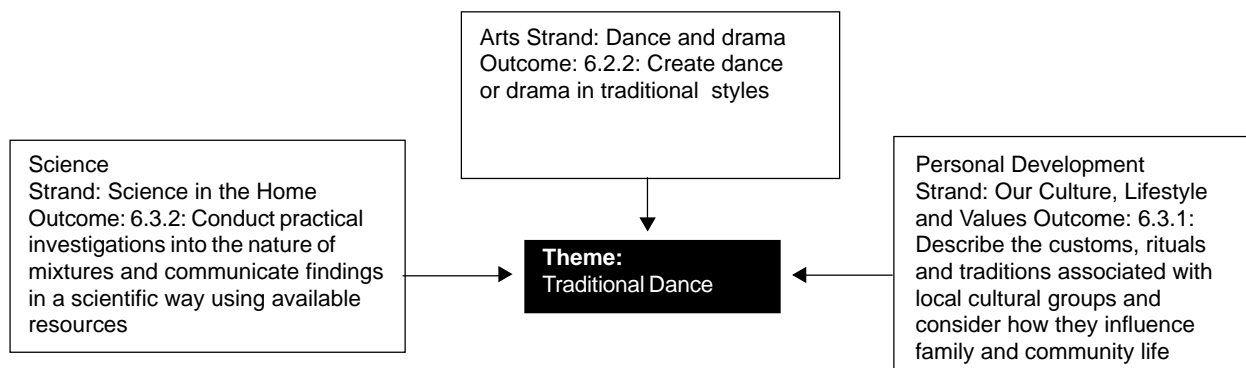 Arts Strand: Dance and drama
Outcome: 6.2.2: Create dance
or drama in traditional styles
Science
Strand: Science in the Home
Outcome: 6.3.2: Conduct practical
investigations into the nature of
mixtures and communicate findings
in a scientific way using available
resources
Theme:
Traditional Dance
Personal Development
Strand: Our Culture, Lifestyle
and Values Outcome: 6.3.1:
Describe the customs, rituals
and traditions associated with
local cultural groups and
consider how they influence
family and community life